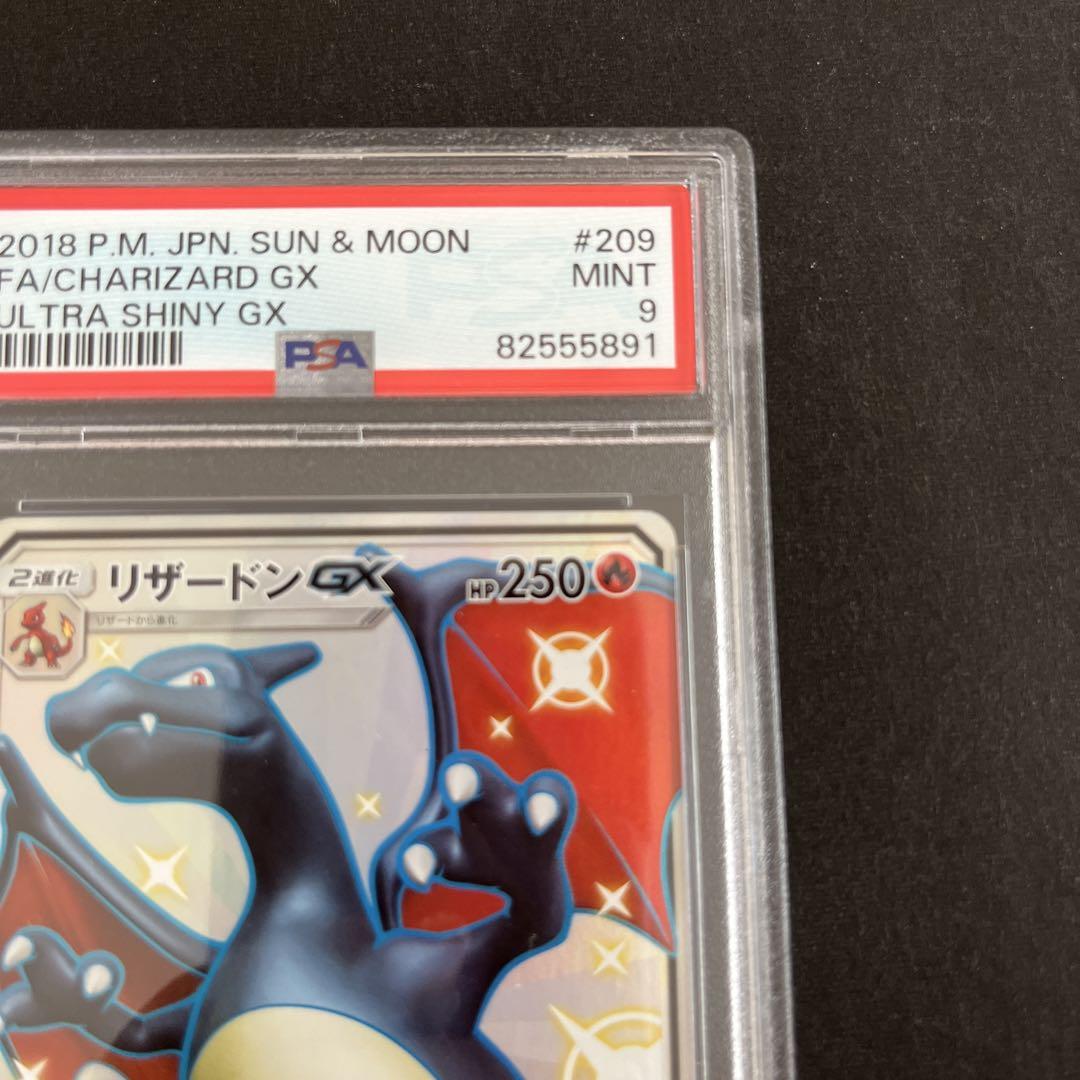 2018 P.M. JPN. SUN & MOON #209
FA/CHARIZARD GX MINT
ULTRA SHINY GX 9
PSA 82555891
2進化 リザードンGX HP250
リザードから進化